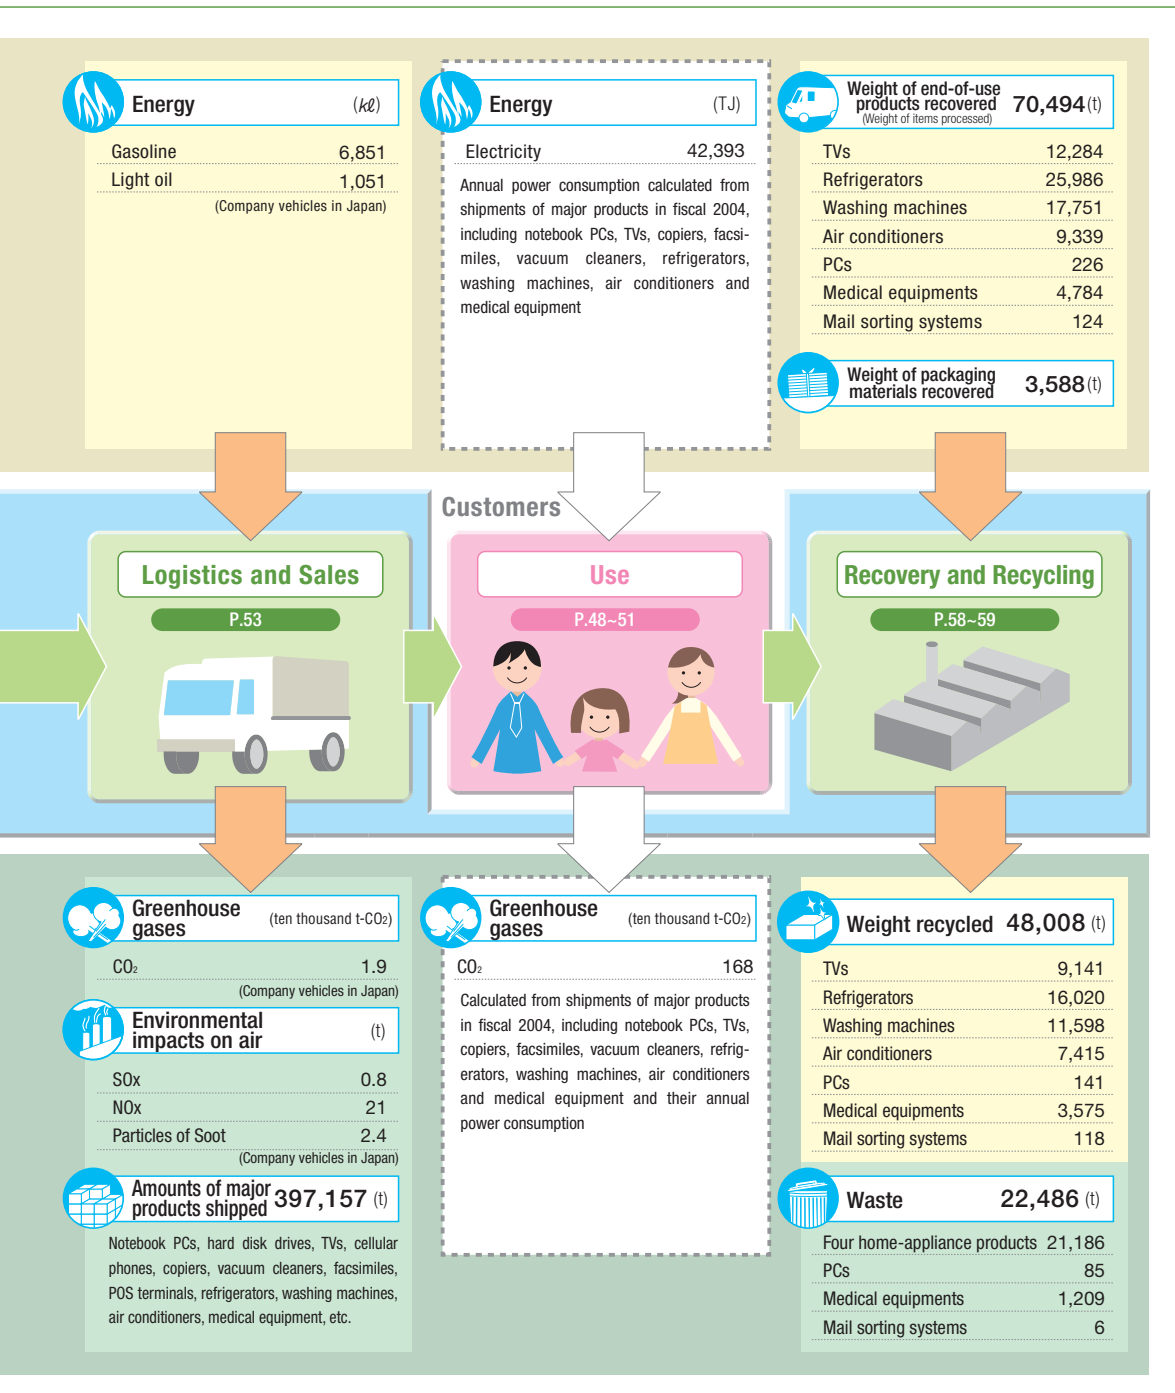 Energy (kℓ)
Gasoline 6,851
Light oil 1,051
(Company vehicles in Japan)
Energy (TJ)
Electricity 42,393
Annual power consumption calculated from
shipments of major products in fiscal 2004,
including notebook PCs, TVs, copiers, facsi-
miles, vacuum cleaners, refrigerators,
washing machines, air conditioners and
medical equipment
Weight of end-of-use
products recovered 70,494 (t)
(Weight of items processed)
TVs 12,284
Refrigerators 25,986
Washing machines 17,751
Air conditioners 9,339
PCs 226
Medical equipments 4,784
Mail sorting systems 124
Weight of packaging
materials recovered 3,588 (t)
Customers
Logistics and Sales
P.53
Use
P.48~51
Recovery and Recycling
P.58~59
Greenhouse
gases (ten thousand t-CO₂)
CO₂ 1.9
(Company vehicles in Japan)
Environmental
impacts on air (t)
SOx 0.8
NOx 21
Particles of Soot 2.4
(Company vehicles in Japan)
Amounts of major
products shipped 397,157 (t)
Notebook PCs, hard disk drives, TVs, cellular
phones, copiers, vacuum cleaners, facsimiles,
POS terminals, refrigerators, washing machines,
air conditioners, medical equipment, etc.
Greenhouse
gases (ten thousand t-CO₂)
CO₂ 168
Calculated from shipments of major products
in fiscal 2004, including notebook PCs, TVs,
copiers, facsimiles, vacuum cleaners, refrig-
erators, washing machines, air conditioners
and medical equipment and their annual
power consumption
Weight recycled 48,008 (t)
TVs 9,141
Refrigerators 16,020
Washing machines 11,598
Air conditioners 7,415
PCs 141
Medical equipments 3,575
Mail sorting systems 118
Waste 22,486 (t)
Four home-appliance products 21,186
PCs 85
Medical equipments 1,209
Mail sorting systems 6